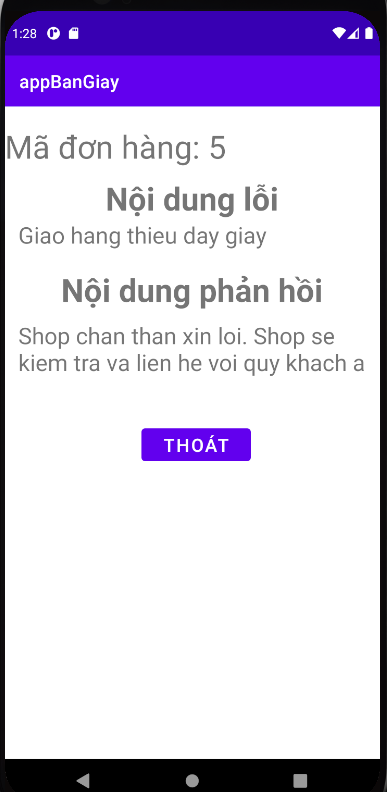 1:28
appBanGiay
Mã đơn hàng: 5
Nội dung lỗi
Giao hang thieu day giay
Nội dung phản hồi
Shop chan than xin loi. Shop se
kiem tra va lien he voi quy khach a
THOÁT